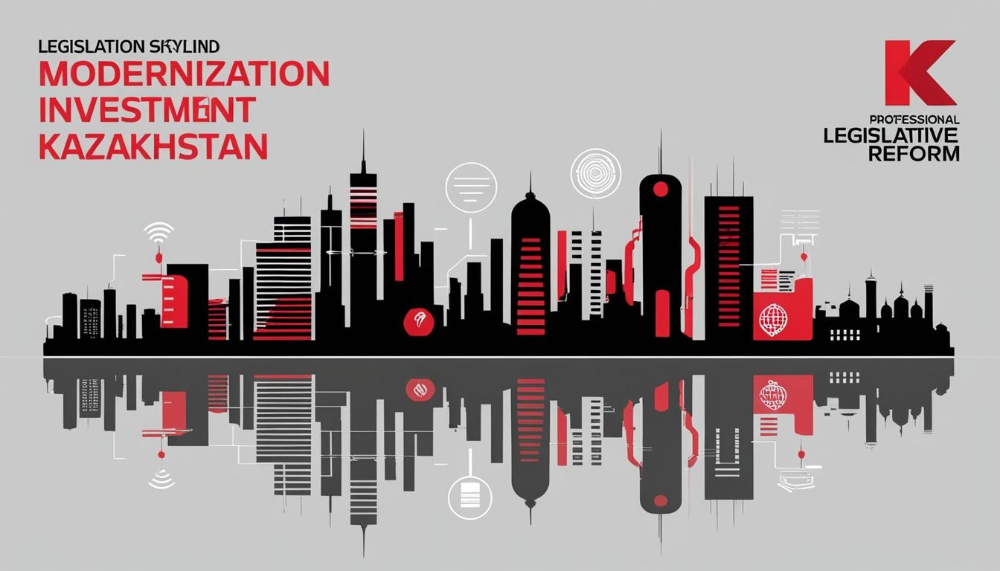 LEGISLATION SKYLIND
MODERNIZATION
INVESTMENT
KAZAKHSTAN
K
PROFESSIONAL
LEGISLATIVE
REFORM